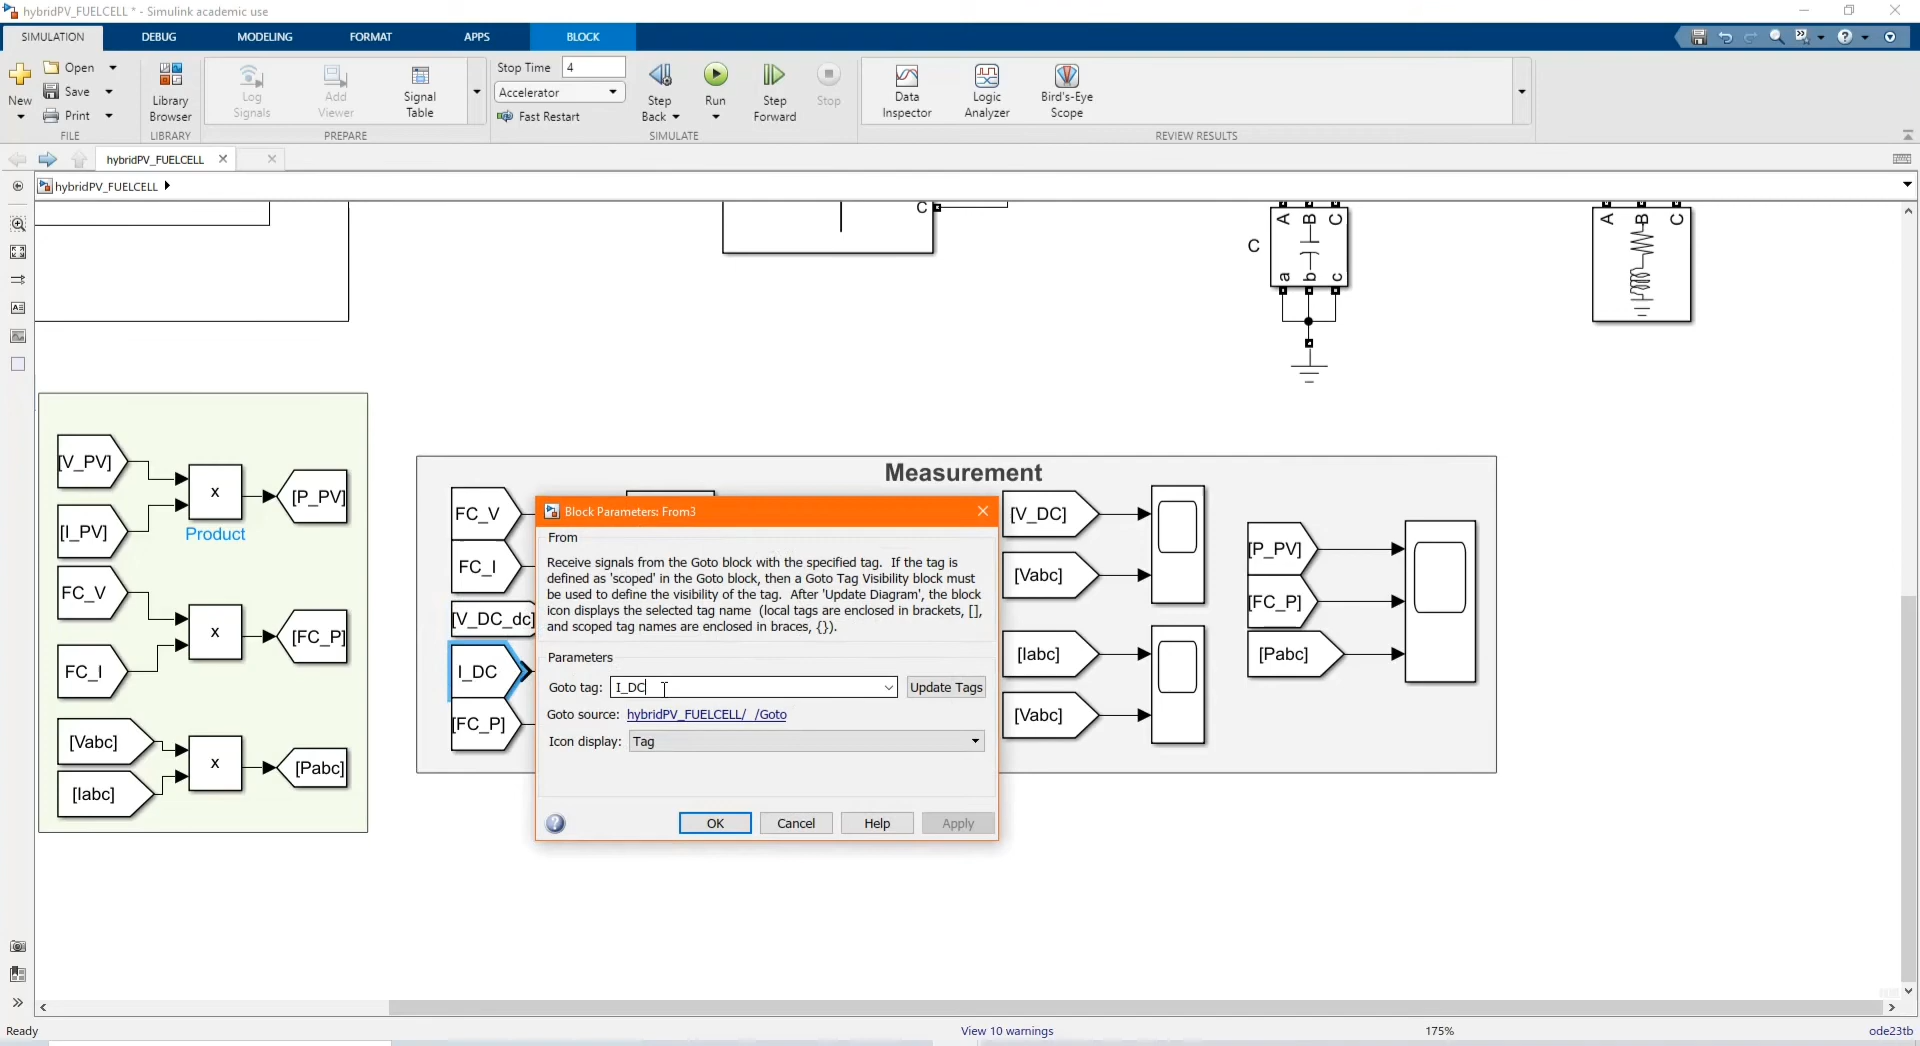 hybridPV_FUELCELL * - Simulink academic use
SIMULATION
DEBUG
MODELING
FORMAT
APPS
BLOCK
New
Open
Save
Print
FILE
Library
Browser
LIBRARY
Log
Signals
Add
Viewer
Signal
Table
PREPARE
Stop Time
4
Accelerator
Fast Restart
Step
Back
Run
Step
Forward
Stop
SIMULATE
Data
Inspector
Logic
Analyzer
Bird's-Eye
Scope
REVIEW RESULTS
hybridPV_FUELCELL
hybridPV_FUELCELL
C
C
A B C
a b c
A B C
[V_PV]
[I_PV]
x
Product
[P_PV]
FC_V
FC_I
x
[FC_P]
[Vabc]
[Iabc]
x
[Pabc]
Measurement
FC_V
FC_I
[V_DC_dc]
I_DC
[FC_P]
[V_DC]
[Vabc]
[Iabc]
[Vabc]
[P_PV]
[FC_P]
[Pabc]
Block Parameters: From3
From
Receive signals from the Goto block with the specified tag. If the tag is
defined as 'scoped' in the Goto block, then a Goto Tag Visibility block must
be used to define the visibility of the tag. After 'Update Diagram', the block
icon displays the selected tag name (local tags are enclosed in brackets, [],
and scoped tag names are enclosed in braces, {}).
Parameters
Goto tag: I_DC
Update Tags
Goto source: hybridPV_FUELCELL/ /Goto
Icon display: Tag
OK
Cancel
Help
Apply
Ready
View 10 warnings
175%
ode23tb